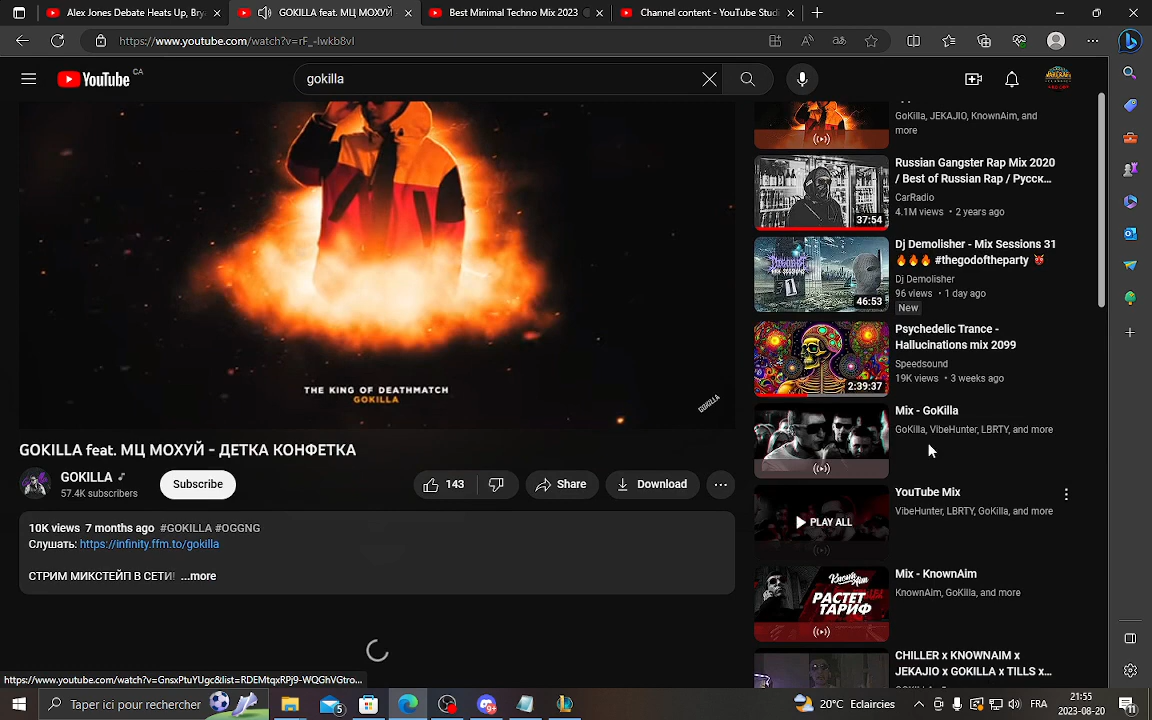 Alex Jones Debate Heats Up, Bry
GOKILLA feat. МЦ МОХУЙ
Best Minimal Techno Mix 2023
Channel content - YouTube Stud
https://www.youtube.com/watch?v=rF_-Iwkb8vI
YouTube CA
gokilla
THE KING OF DEATHMATCH
GOKILLA
GOKILLA
GOKILLA feat. МЦ МОХУЙ - ДЕТКА КОНФЕТКА
GOKILLA
57.4K subscribers
Subscribe
143
Share
Download
10K views 7 months ago #GOKILLA #OGGNG
Слушать: https://infinity.ffm.to/gokilla
СТРИМ МИКСТЕЙП В СЕТИ! ...more
GoKilla, JEKAJIO, KnownAim, and
more
Russian Gangster Rap Mix 2020
/ Best of Russian Rap / Русск...
CarRadio
4.1M views • 2 years ago
37:54
Dj Demolisher - Mix Sessions 31
🔥🔥🔥 #thegodoftheparty 👹
Dj Demolisher
96 views • 1 day ago
New
46:53
Psychedelic Trance -
Hallucinations mix 2099
Speedsound
19K views • 3 weeks ago
2:39:37
Mix - GoKilla
GoKilla, VibeHunter, LBRTY, and more
YouTube Mix
VibeHunter, LBRTY, GoKilla, and more
PLAY ALL
Mix - KnownAim
KnownAim, GoKilla, and more
KnownAim
РАСТЕТ
ТАРИФ
CHILLER x KNOWNAIM x
JEKAJIO x GOKILLA x TILLS x...
https://www.youtube.com/watch?v=GnsxPtuYUgc&list=RDEMtqxRPj9-WQGhVGtro...
Taper ici pour rechercher
5
9+
20°C Eclaircies
FRA
21:55
2023-08-20
11